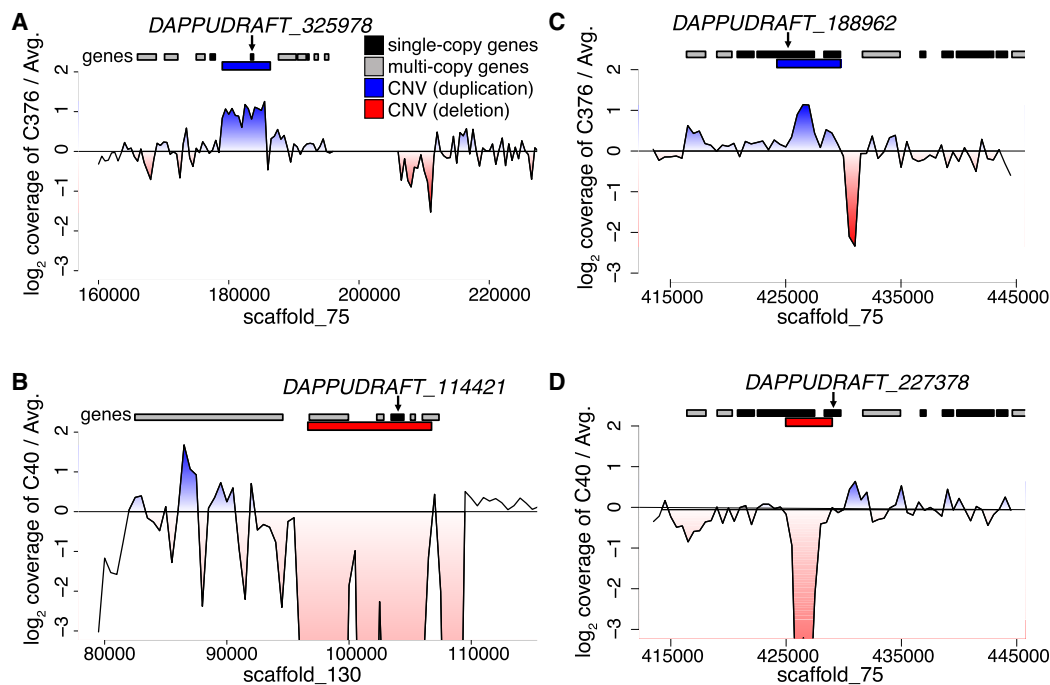 A
DAPPUDRAFT_325978
genes
single-copy genes
multi-copy genes
CNV (duplication)
CNV (deletion)
log2 coverage of C376 / Avg.
2
1
0
-1
-2
-3
160000 180000 200000 220000
scaffold_75
C
DAPPUDRAFT_188962
log2 coverage of C376 / Avg.
2
1
0
-1
-2
-3
415000 425000 435000 445000
scaffold_75
B
DAPPUDRAFT_114421
genes
log2 coverage of C40 / Avg.
2
1
0
-1
-2
-3
80000 90000 100000 110000
scaffold_130
D
DAPPUDRAFT_227378
log2 coverage of C40 / Avg.
2
1
0
-1
-2
-3
415000 425000 435000 445000
scaffold_75